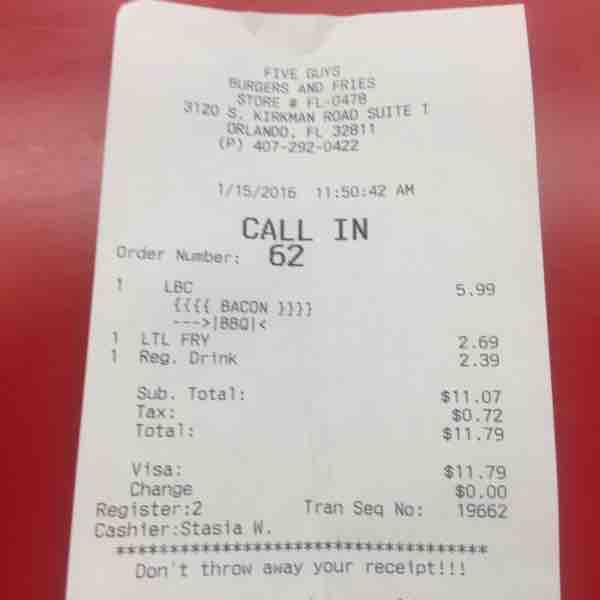 FIVE GUYS
BURGERS AND FRIES
STORE # FL-0478
3120 S. KIRKMAN ROAD SUITE T
ORLANDO, FL 32811
(P) 407-292-0422
1/15/2016 11:50:42 AM
CALL IN
Order Number: 62
1 LBC 5.99
{{{{ BACON }}}}
--->|BBQ|<
1 LTL FRY 2.69
1 Reg. Drink 2.39
Sub. Total: $11.07
Tax: $0.72
Total: $11.79
Visa: $11.79
Change $0.00
Register:2 Tran Seq No: 19662
Cashier:Stasia W.
****************************************
Don't throw away your receipt!!!